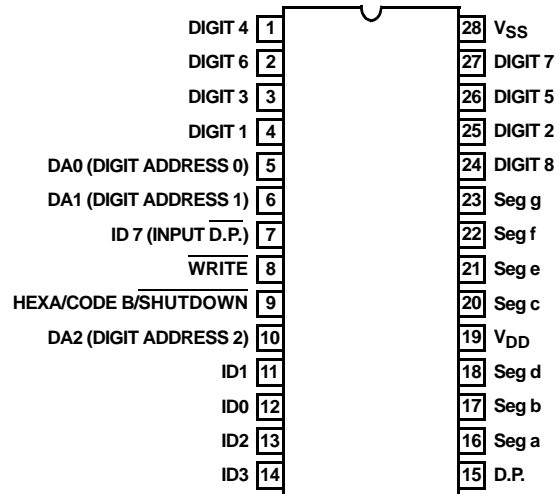 DIGIT 4 1 28 VSS
DIGIT 6 2 27 DIGIT 7
DIGIT 3 3 26 DIGIT 5
DIGIT 1 4 25 DIGIT 2
DA0 (DIGIT ADDRESS 0) 5 24 DIGIT 8
DA1 (DIGIT ADDRESS 1) 6 23 Seg g
ID 7 (INPUT D.P.) 7 22 Seg f
WRITE 8 21 Seg e
HEXA/CODE B/SHUTDOWN 9 20 Seg c
DA2 (DIGIT ADDRESS 2) 10 19 VDD
ID1 11 18 Seg d
ID0 12 17 Seg b
ID2 13 16 Seg a
ID3 14 15 D.P.